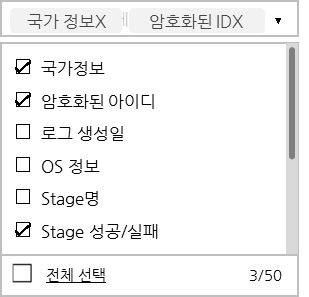 국가 정보X 암호화된 IDX
국가정보
암호화된 아이디
로그 생성일
OS 정보
Stage명
Stage 성공/실패
전체 선택 3/50